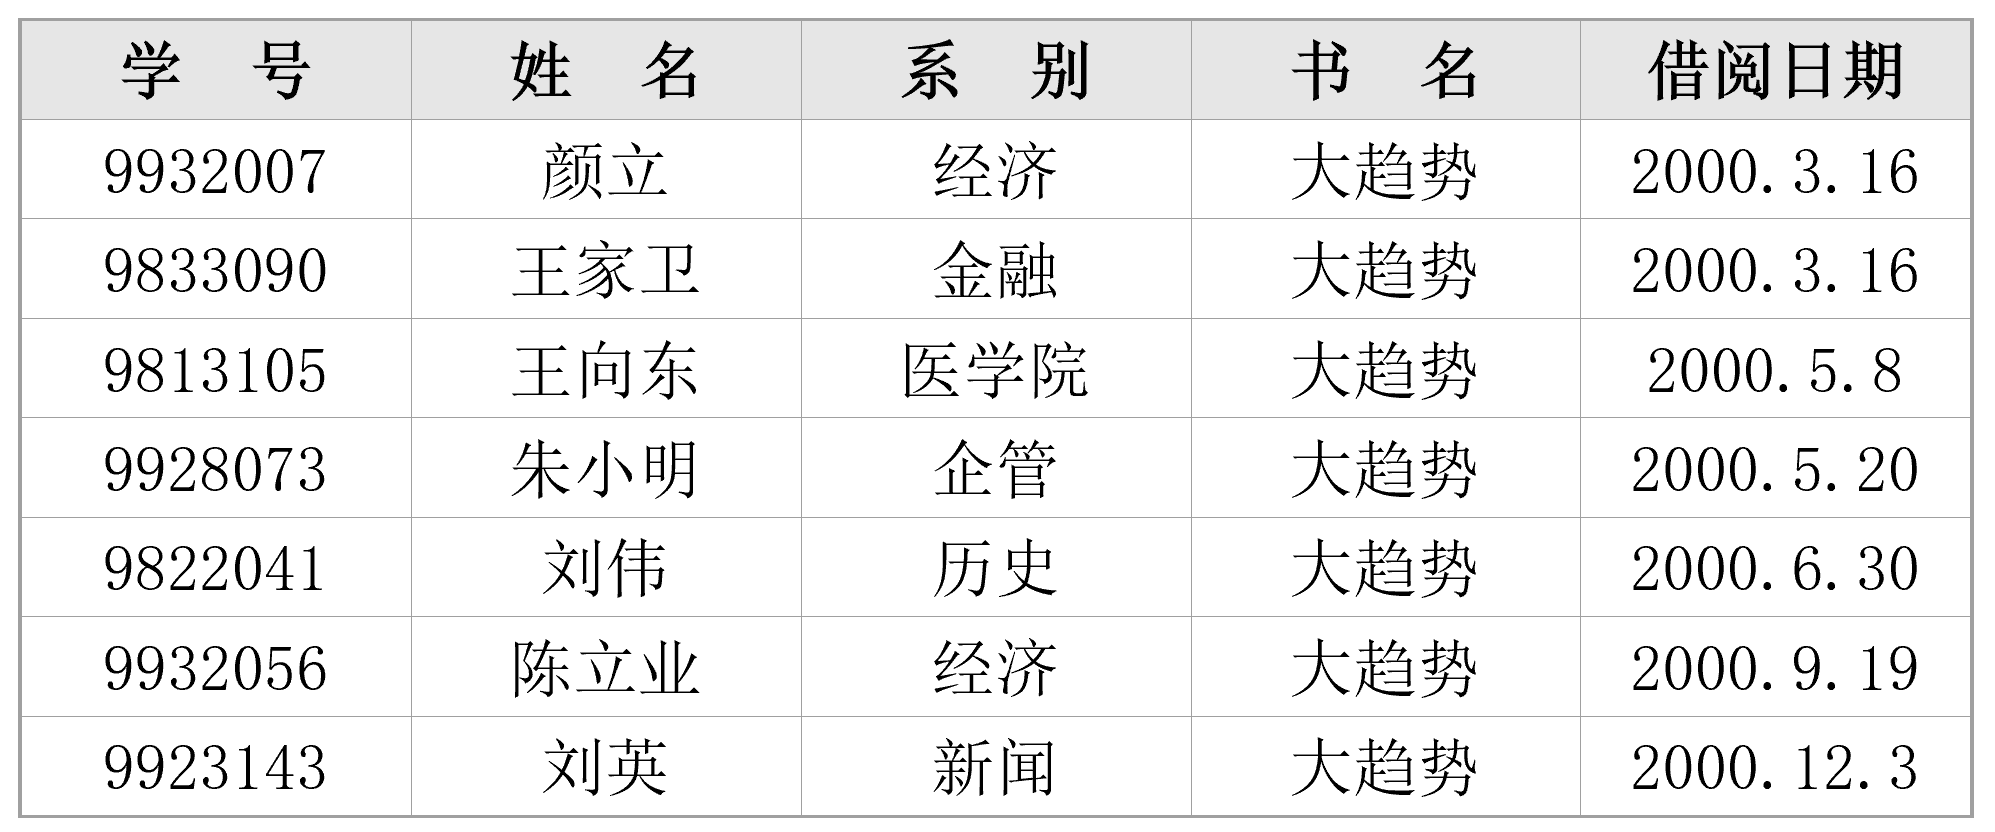 学 号 姓 名 系 别 书 名 借阅日期
9932007 颜立 经济 大趋势 2000.3.16
9833090 王家卫 金融 大趋势 2000.3.16
9813105 王向东 医学院 大趋势 2000.5.8
9928073 朱小明 企管 大趋势 2000.5.20
9822041 刘伟 历史 大趋势 2000.6.30
9932056 陈立业 经济 大趋势 2000.9.19
9923143 刘英 新闻 大趋势 2000.12.3